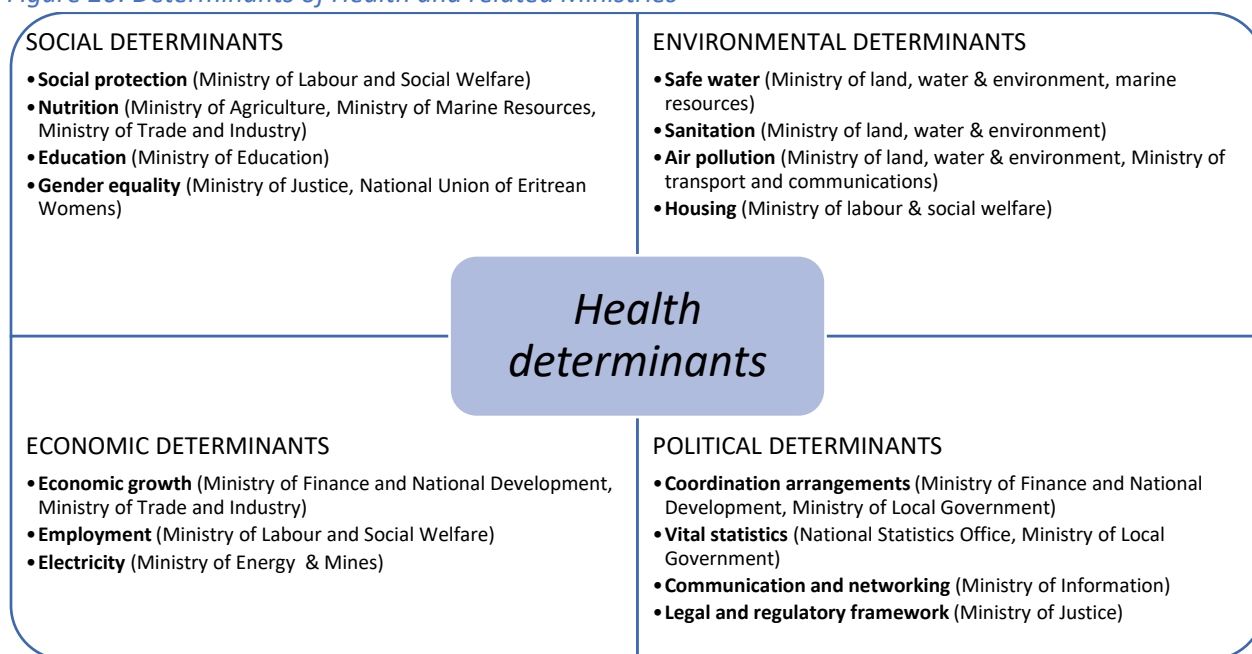 Determinants of Health and related Ministries
SOCIAL DETERMINANTS
•Social protection (Ministry of Labour and Social Welfare)
•Nutrition (Ministry of Agriculture, Ministry of Marine Resources,
Ministry of Trade and Industry)
•Education (Ministry of Education)
•Gender equality (Ministry of Justice, National Union of Eritrean
Womens)
ENVIRONMENTAL DETERMINANTS
•Safe water (Ministry of land, water & environment, marine
resources)
•Sanitation (Ministry of land, water & environment)
•Air pollution (Ministry of land, water & environment, Ministry of
transport and communications)
•Housing (Ministry of labour & social welfare)
Health
determinants
ECONOMIC DETERMINANTS
•Economic growth (Ministry of Finance and National Development,
Ministry of Trade and Industry)
•Employment (Ministry of Labour and Social Welfare)
•Electricity (Ministry of Energy & Mines)
POLITICAL DETERMINANTS
•Coordination arrangements (Ministry of Finance and National
Development, Ministry of Local Government)
•Vital statistics (National Statistics Office, Ministry of Local
Government)
•Communication and networking (Ministry of Information)
•Legal and regulatory framework (Ministry of Justice)